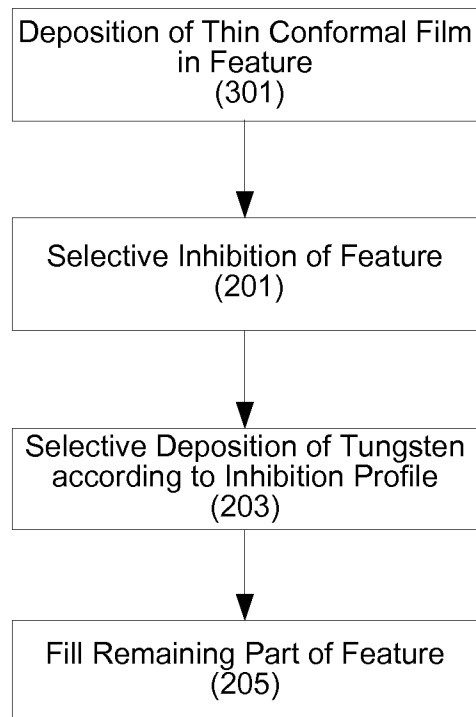 Deposition of Thin Conformal Film
in Feature
(301)
Selective Inhibition of Feature
(201)
Selective Deposition of Tungsten
according to Inhibition Profile
(203)
Fill Remaining Part of Feature
(205)